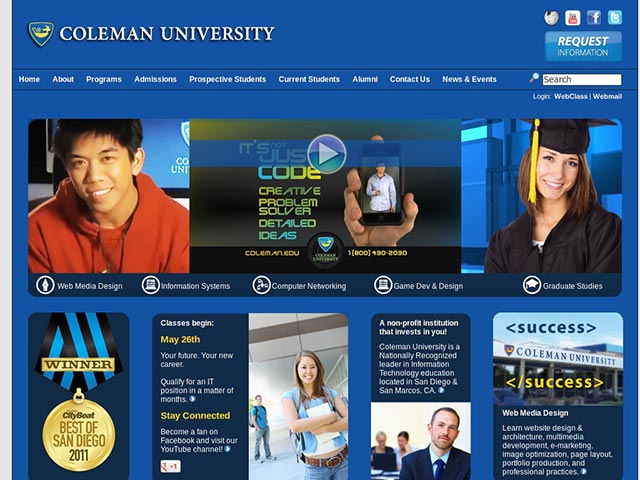 COLEMAN UNIVERSITY
REQUEST
INFORMATION
Home About Programs Admissions Prospective Students Current Students Alumni Contact Us News & Events Search
Login: WebClass | Webmail
IT'S NOT
JUST
CODE
CREATIVE
PROBLEM
SOLVER
DETAILED
IDEAS
COLEMAN.EDU COLEMAN UNIVERSITY 1(800) 430-2030
Web Media Design Information Systems Computer Networking Game Dev & Design Graduate Studies
WINNER
CityBeat
BEST OF
SAN DIEGO
2011
Classes begin:
May 26th
Your future. Your new
career.
Qualify for an IT
position in a matter of
months.
Stay Connected
Become a fan on
Facebook and visit our
YouTube channel!
+1
A non-profit institution
that invests in you!
Coleman University is a
Nationally Recognized
leader in Information
Technology education
located in San Diego &
San Marcos, CA.
<success>
COLEMAN UNIVERSITY
</success>
Web Media Design
Learn website design &
architecture, multimedia
development, e-marketing,
image optimization, page layout,
portfolio production, and
professional practices.